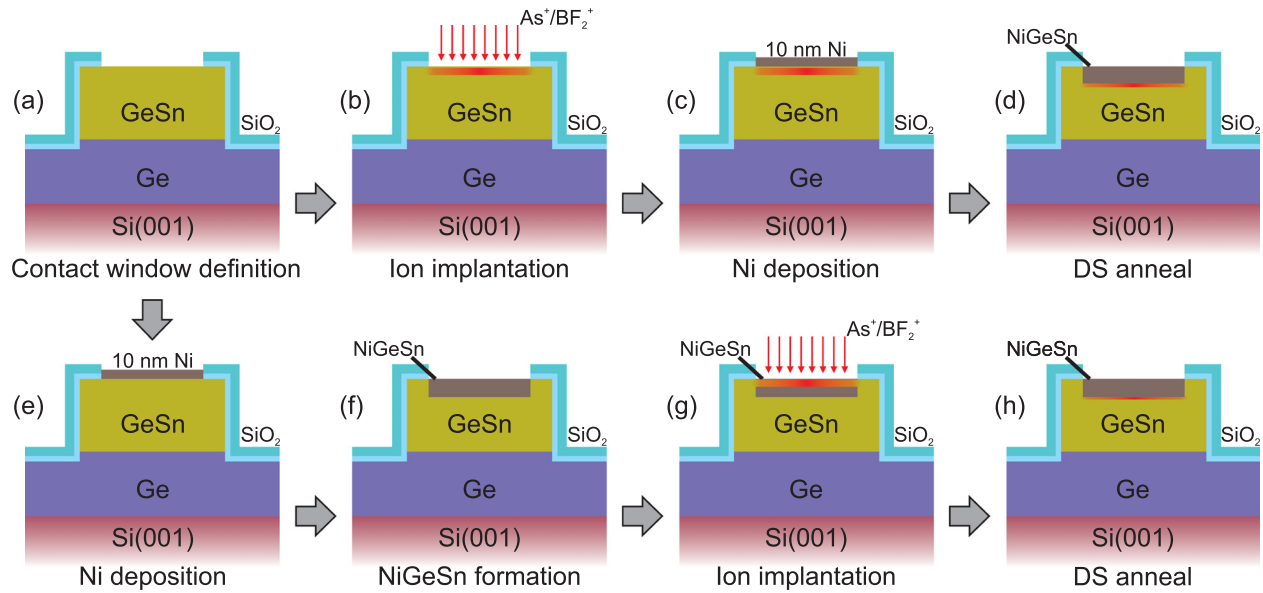 (a)
GeSn
SiO₂
Ge
Si(001)
Contact window definition
As⁺/BF₂⁺
(b)
GeSn
Ge
Si(001)
Ion implantation
10 nm Ni
(c)
GeSn
SiO₂
Ge
Si(001)
Ni deposition
NiGeSn
(d)
GeSn
SiO₂
Ge
Si(001)
DS anneal
10 nm Ni
(e)
GeSn
SiO₂
Ge
Si(001)
Ni deposition
NiGeSn
(f)
GeSn
SiO₂
Ge
Si(001)
NiGeSn formation
As⁺/BF₂⁺
NiGeSn
(g)
GeSn
Ge
Si(001)
Ion implantation
NiGeSn
(h)
GeSn
SiO₂
Ge
Si(001)
DS anneal